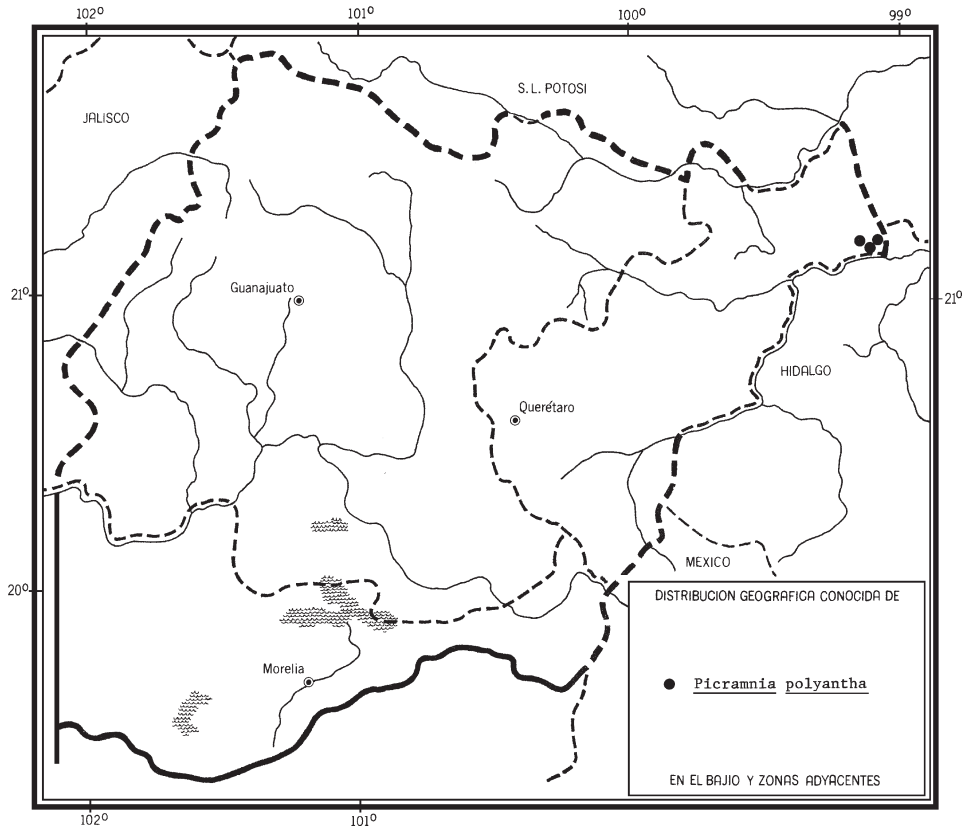 102° 101° 100° 99°
S.L. POTOSI
JALISCO
Guanajuato
21° 21°
HIDALGO
Querétaro
MEXICO
20°
DISTRIBUCION GEOGRAFICA CONOCIDA DE
Morelia
Picramnia polyantha
EN EL BAJIO Y ZONAS ADYACENTES
102° 101°